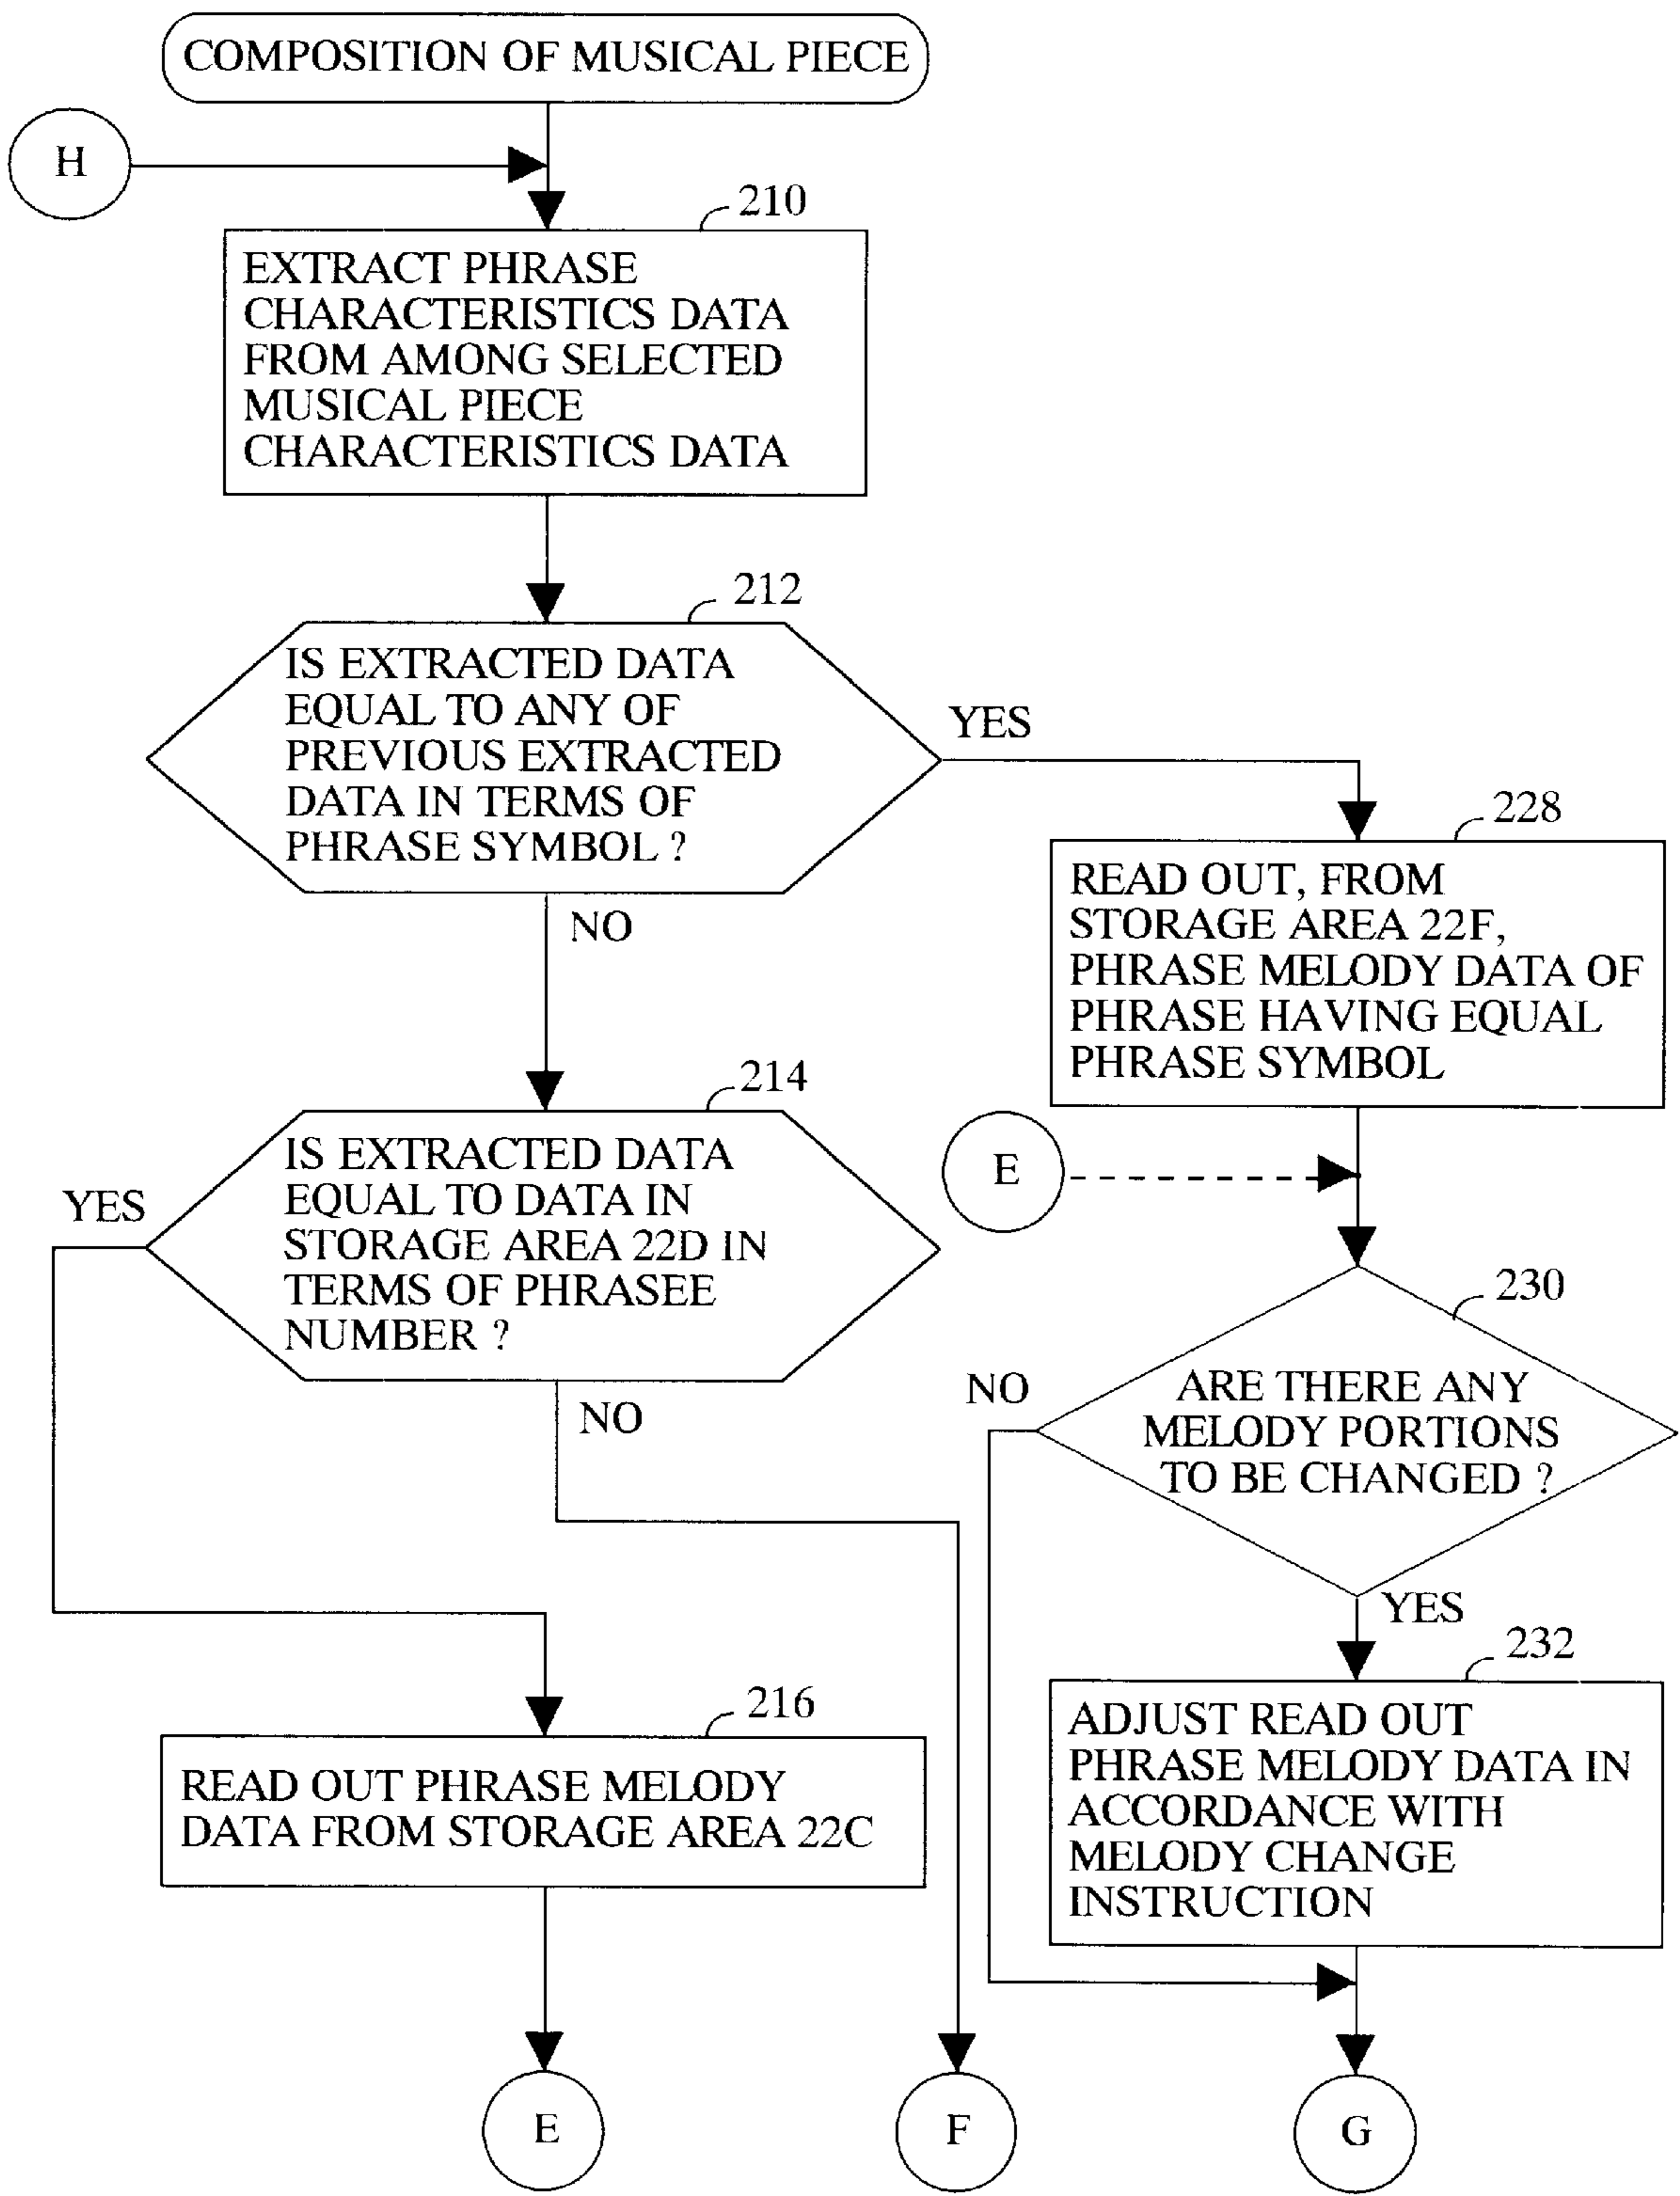 COMPOSITION OF MUSICAL PIECE
H
210
EXTRACT PHRASE
CHARACTERISTICS DATA
FROM AMONG SELECTED
MUSICAL PIECE
CHARACTERISTICS DATA
212
IS EXTRACTED DATA
EQUAL TO ANY OF
PREVIOUS EXTRACTED
DATA IN TERMS OF
PHRASE SYMBOL ?
YES
NO
228
READ OUT, FROM
STORAGE AREA 22F,
PHRASE MELODY DATA OF
PHRASE HAVING EQUAL
PHRASE SYMBOL
E
214
IS EXTRACTED DATA
EQUAL TO DATA IN
STORAGE AREA 22D IN
TERMS OF PHRASEE
NUMBER ?
YES
NO
230
ARE THERE ANY
MELODY PORTIONS
TO BE CHANGED ?
NO
YES
216
READ OUT PHRASE MELODY
DATA FROM STORAGE AREA 22C
232
ADJUST READ OUT
PHRASE MELODY DATA IN
ACCORDANCE WITH
MELODY CHANGE
INSTRUCTION
E
F
G